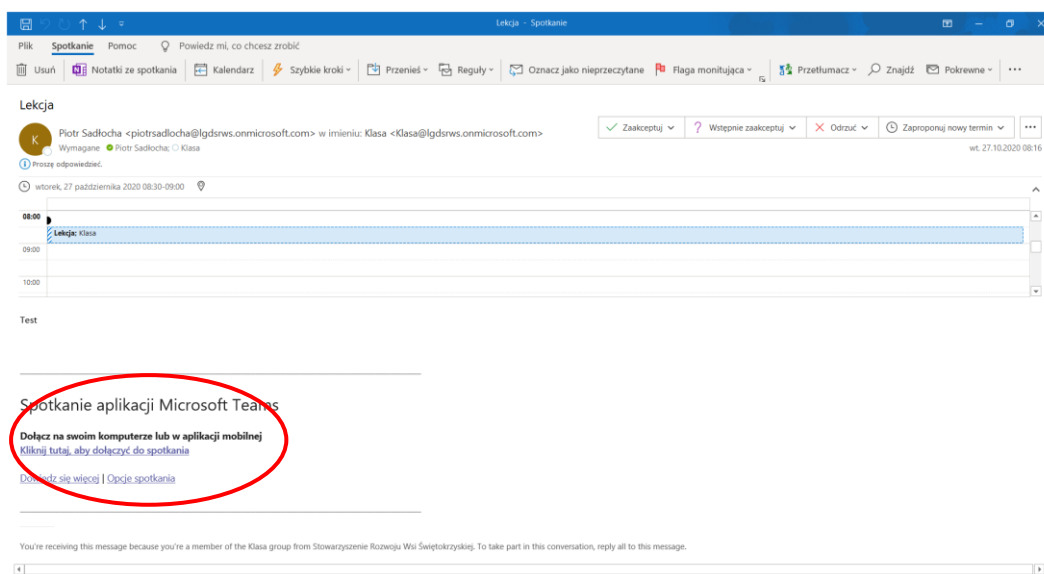 Lekcja - Spotkanie
Plik Spotkanie Pomoc Powiedz mi, co chcesz zrobić
Usuń Notatki ze spotkania Kalendarz Szybkie kroki Przenieś Reguły Oznacz jako nieprzeczytane Flaga monitująca Przetłumacz Znajdź Pokrewne ...
Lekcja
K
Piotr Sadłocha <piotrsadlocha@lgdsrws.onmicrosoft.com> w imieniu: Klasa <Klasa@lgdsrws.onmicrosoft.com>
Zaakceptuj ? Wstępnie zaakceptuj Odrzuć Zaproponuj nowy termin ...
Wymagane Piotr Sadłocha; Klasa
wt. 27.10.2020 08:16
Proszę odpowiedzieć.
wtorek, 27 października 2020 08:30-09:00
08:00
Lekcja: Klasa
09:00
10:00
Test
Spotkanie aplikacji Microsoft Teams
Dołącz na swoim komputerze lub w aplikacji mobilnej
Kliknij tutaj, aby dołączyć do spotkania
Dowiedz się więcej | Opcje spotkania
You're receiving this message because you're a member of the Klasa group from Stowarzyszenie Rozwoju Wsi Świętokrzyskiej. To take part in this conversation, reply all to this message.